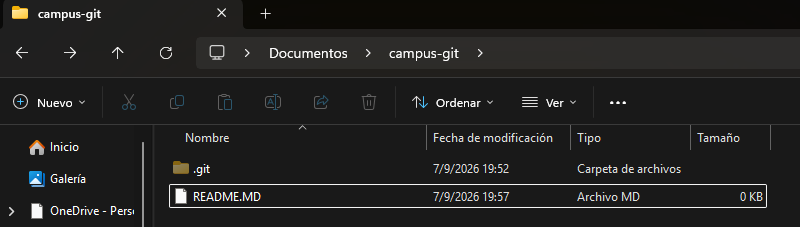 campus-git
Documentos
campus-git
Nuevo
Ordenar
Ver
Nombre Fecha de modificación Tipo Tamaño
Inicio
.git 7/9/2026 19:52 Carpeta de archivos
Galería
README.MD 7/9/2026 19:57 Archivo MD 0 KB
OneDrive - Perso